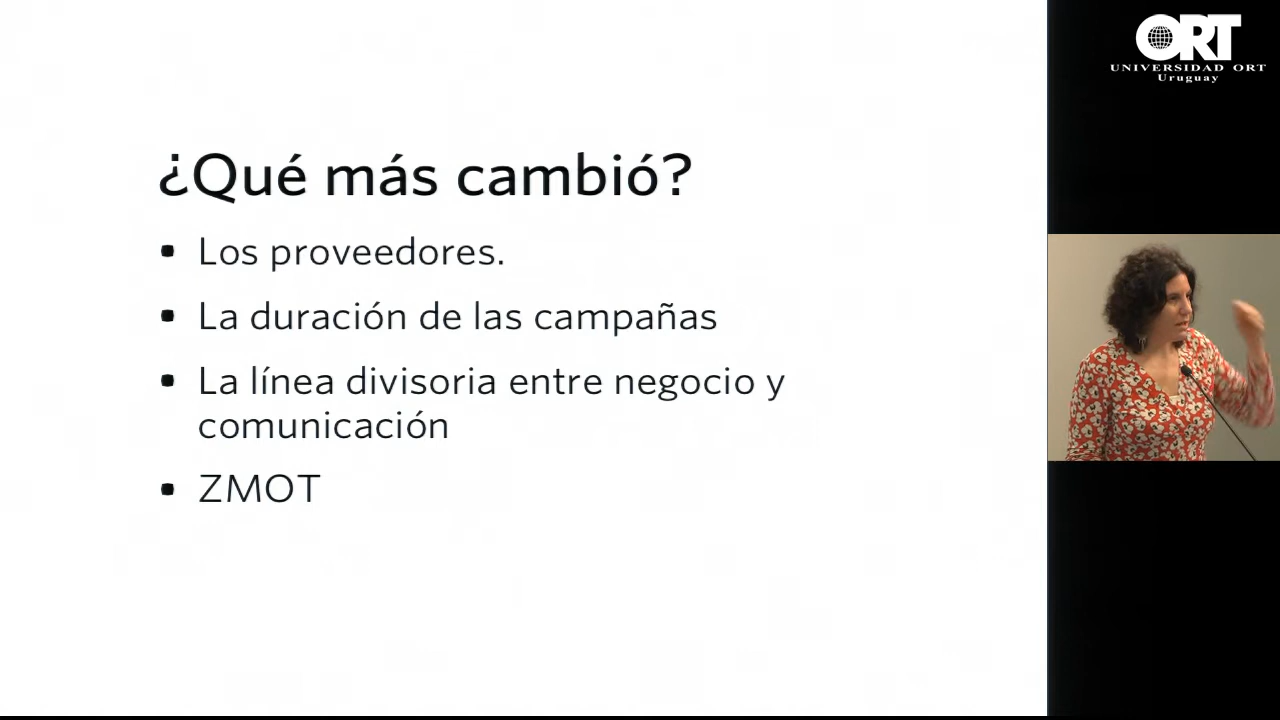 ¿Qué más cambió?
Los proveedores.
La duración de las campañas
La línea divisoria entre negocio y
comunicación
ZMOT
ORT
UNIVERSIDAD ORT
Uruguay